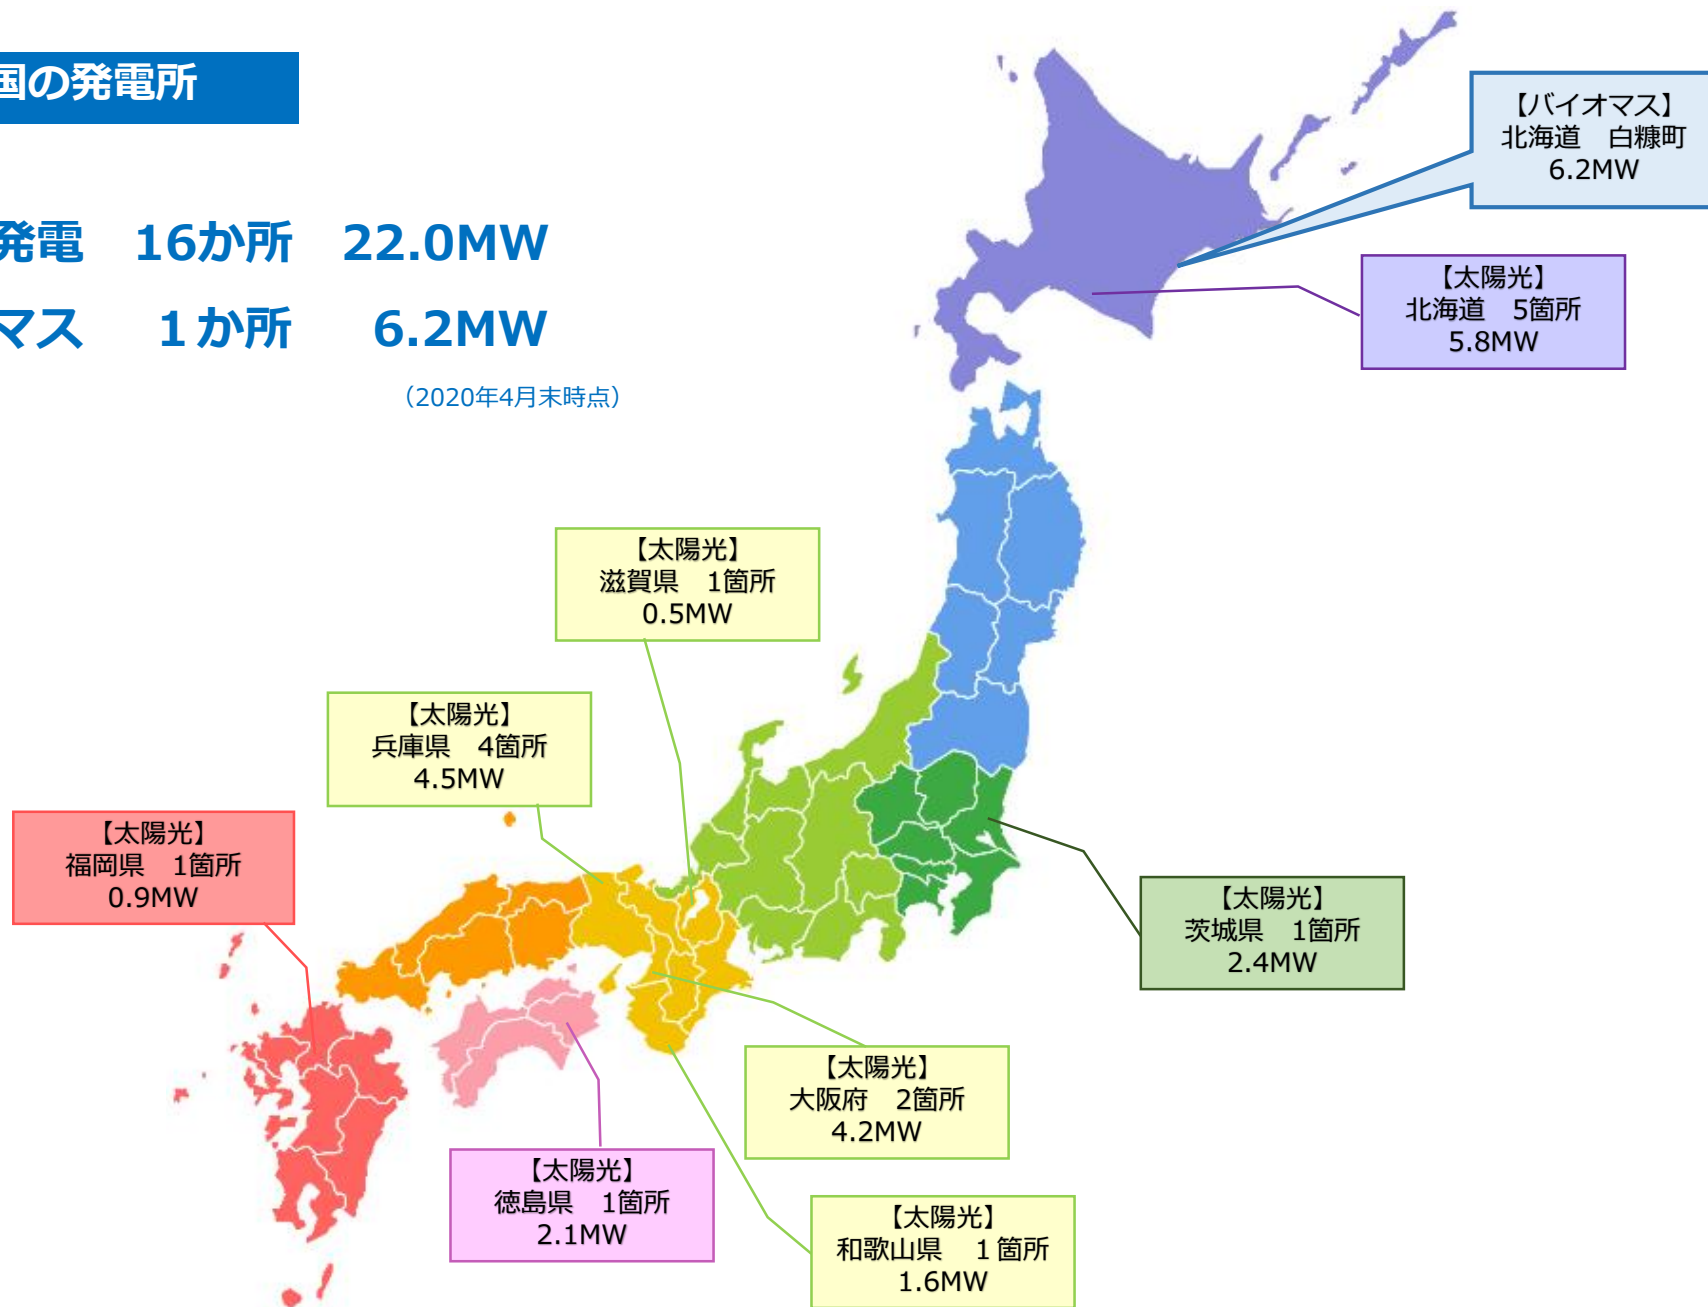 国の発電所
発電 16か所 22.0MW
マス 1か所 6.2MW
（2020年4月末時点）
【バイオマス】
北海道 白糠町
6.2MW
【太陽光】
北海道 5箇所
5.8MW
【太陽光】
滋賀県 1箇所
0.5MW
【太陽光】
兵庫県 4箇所
4.5MW
【太陽光】
福岡県 1箇所
0.9MW
【太陽光】
茨城県 1箇所
2.4MW
【太陽光】
大阪府 2箇所
4.2MW
【太陽光】
徳島県 1箇所
2.1MW
【太陽光】
和歌山県 １箇所
1.6MW